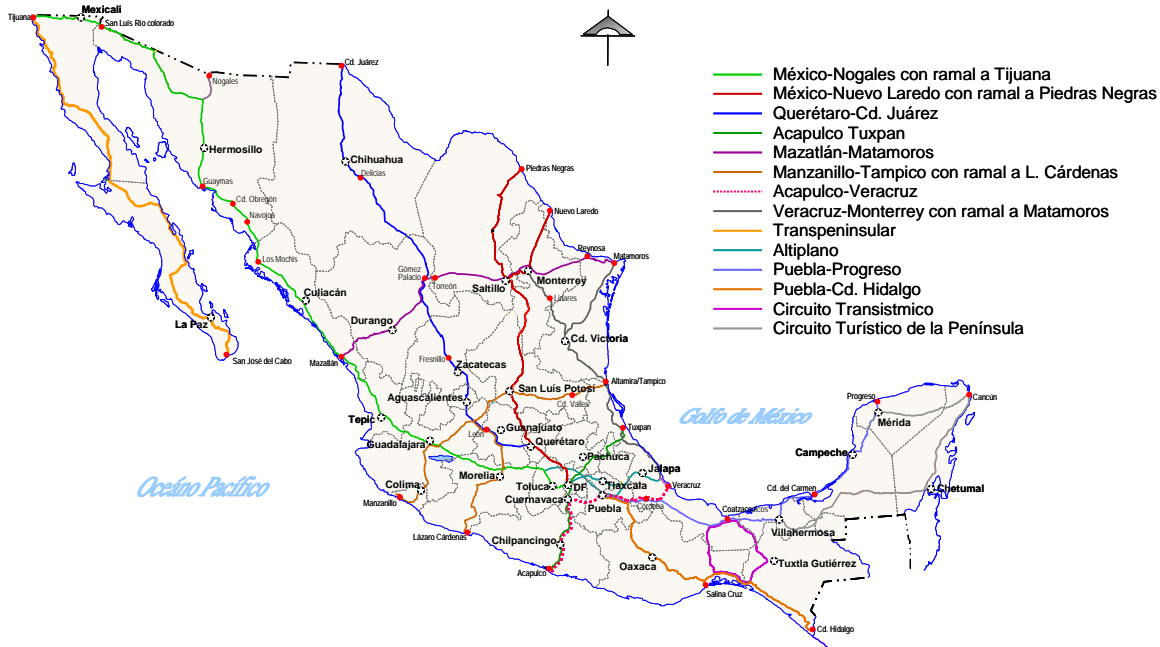 Tijuana
Mexicali
San Luis Río colorado
Nogales
Cd. Juárez
Hermosillo
Chihuahua
Delicias
Piedras Negras
Guaymas
Cd. Obregón
Navojoa
Nuevo Laredo
Los Mochis
Reynosa
Matamoros
Gómez
Palacio
Torreón
Saltillo
Monterrey
Linares
Culiacán
La Paz
Durango
Cd. Victoria
San José del Cabo
Mazatlán
Fresnillo
Zacatecas
San Luís Potosí
Altamira/Tampico
Cd. Valles
Aguascalientes
Tepic
León
Guanajuato
Tuxpan
Guadalajara
Querétaro
Pachuca
Jalapa
Morelia
Toluca
DF
Tlaxcala
Veracruz
Colima
Manzanillo
Cuernavaca
Puebla
Córdoba
Lázaro Cárdenas
Chilpancingo
Acapulco
Oaxaca
Salina Cruz
Coatzacoalcos
Villahermosa
Tuxtla Gutiérrez
Cd. Hidalgo
Progreso
Mérida
Cancún
Campeche
Cd. del Carmen
Chetumal
Golfo de México
Océano Pacífico
México-Nogales con ramal a Tijuana
México-Nuevo Laredo con ramal a Piedras Negras
Querétaro-Cd. Juárez
Acapulco Tuxpan
Mazatlán-Matamoros
Manzanillo-Tampico con ramal a L. Cárdenas
Acapulco-Veracruz
Veracruz-Monterrey con ramal a Matamoros
Transpeninsular
Altiplano
Puebla-Progreso
Puebla-Cd. Hidalgo
Circuito Transistmico
Circuito Turístico de la Península